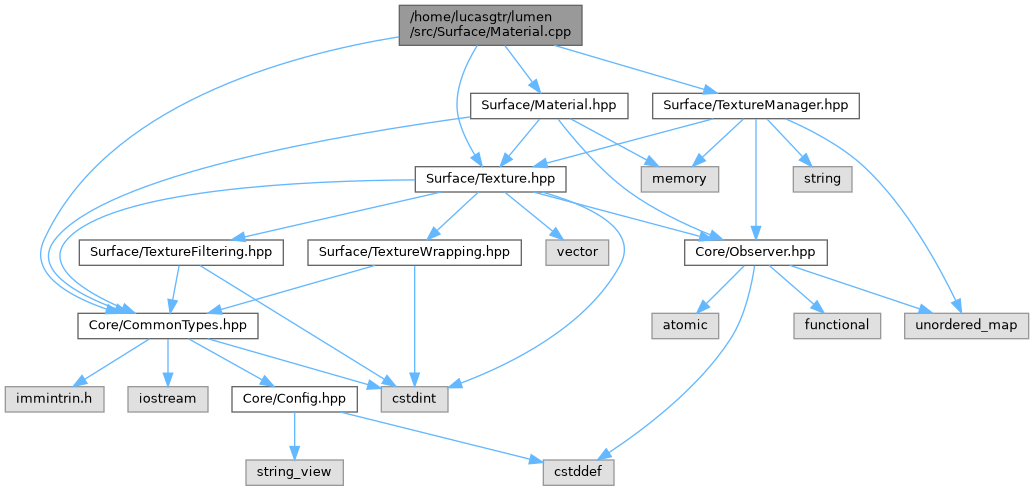 /home/lucasgtr/lumen
/src/Surface/Material.cpp
Surface/Material.hpp
Surface/TextureManager.hpp
Surface/Texture.hpp
memory
string
Surface/TextureFiltering.hpp
Surface/TextureWrapping.hpp
vector
Core/Observer.hpp
Core/CommonTypes.hpp
atomic
functional
unordered_map
immintrin.h
iostream
Core/Config.hpp
cstdint
string_view
cstddef